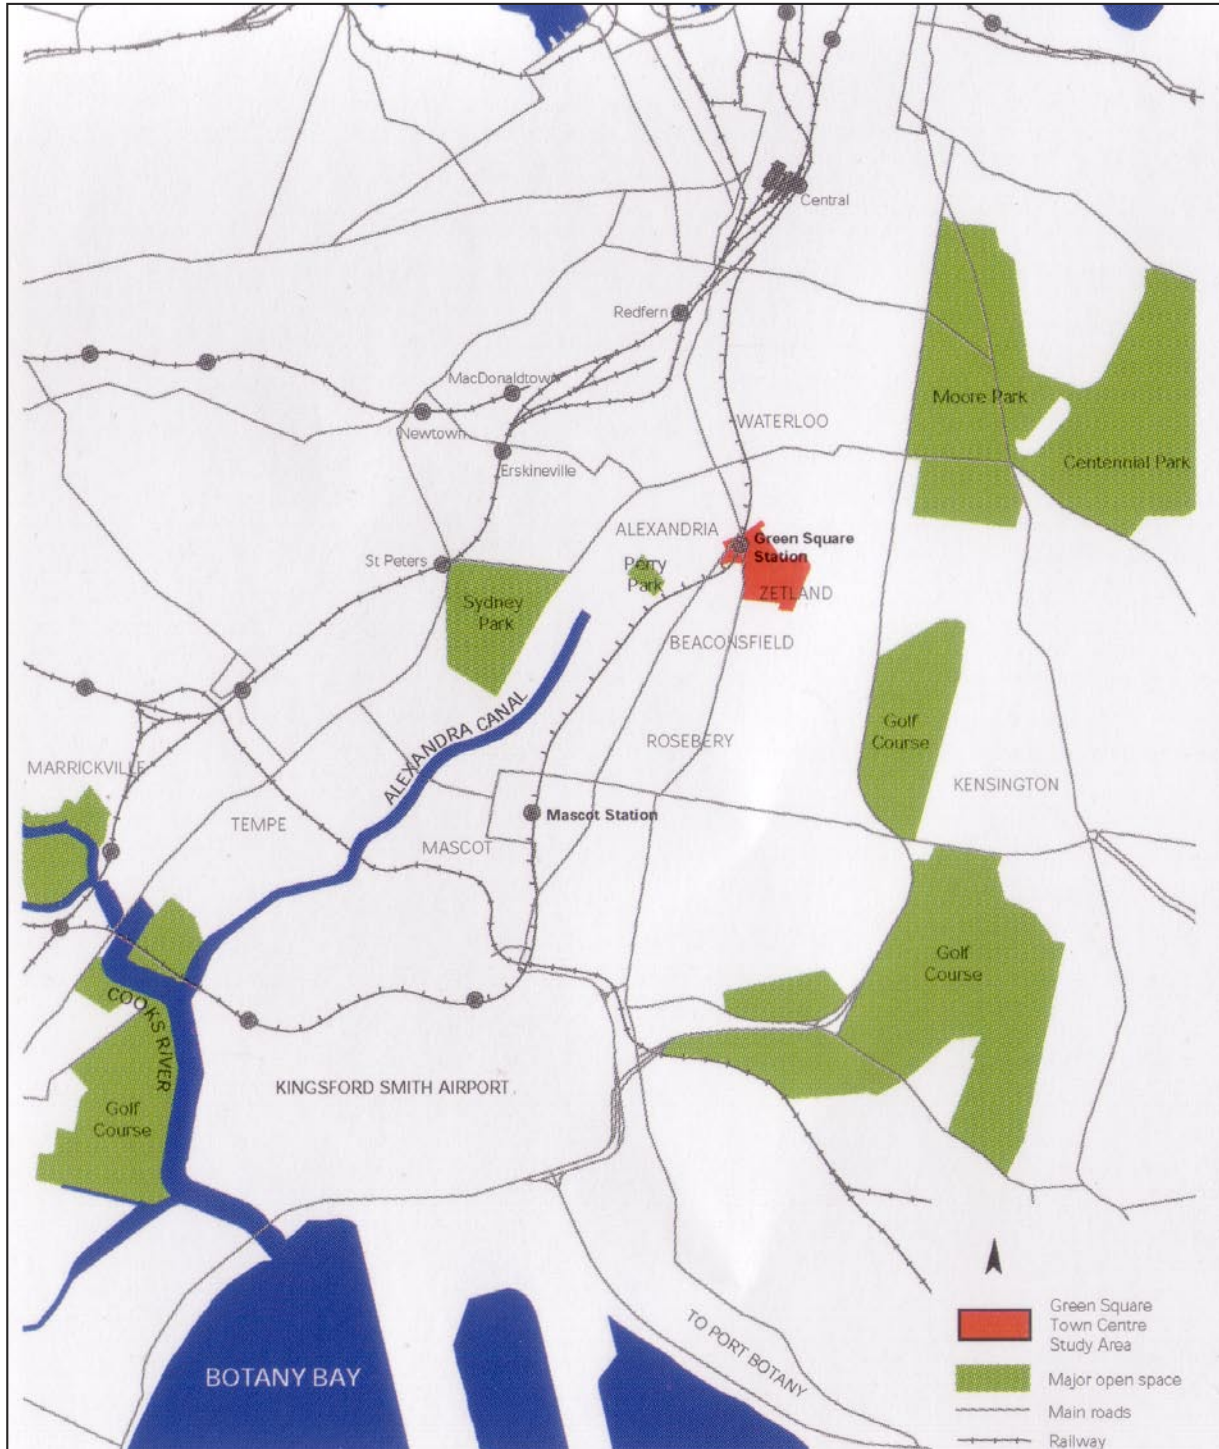 Central
Redfern
MacDonaldtown
Moore Park
Newtown
WATERLOO
Centennial Park
Erskineville
ALEXANDRIA
Green Square
Station
St Peters
Perry
Park
ZETLAND
Sydney
Park
BEACONSFIELD
ALEXANDRA CANAL
Golf
Course
ROSEBERY
MARRICKVILLE
KENSINGTON
Mascot Station
TEMPE
MASCOT
Golf
Course
COOKS RIVER
KINGSFORD SMITH AIRPORT
Golf
Course
TO PORT BOTANY
BOTANY BAY
Green Square
Town Centre
Study Area
Major open space
Main roads
Railway